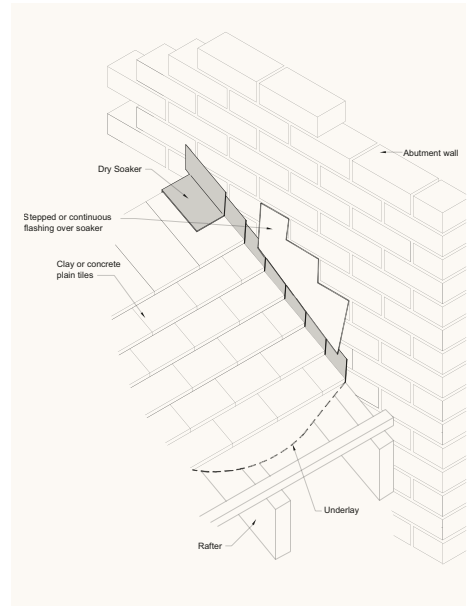 Abutment wall
Dry Soaker
Stepped or continuous
flashing over soaker
Clay or concrete
plain tiles
Underlay
Rafter